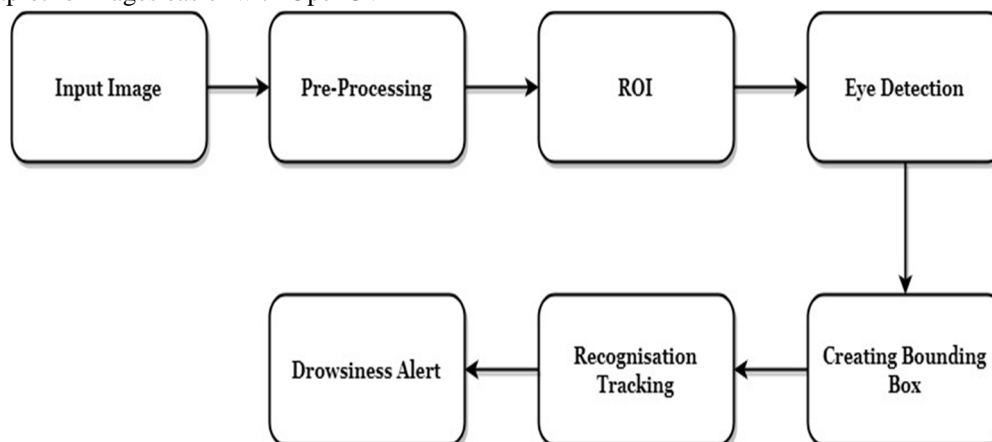 Input Image
Pre-Processing
ROI
Eye Detection
Creating Bounding
Box
Recognisation
Tracking
Drowsiness Alert